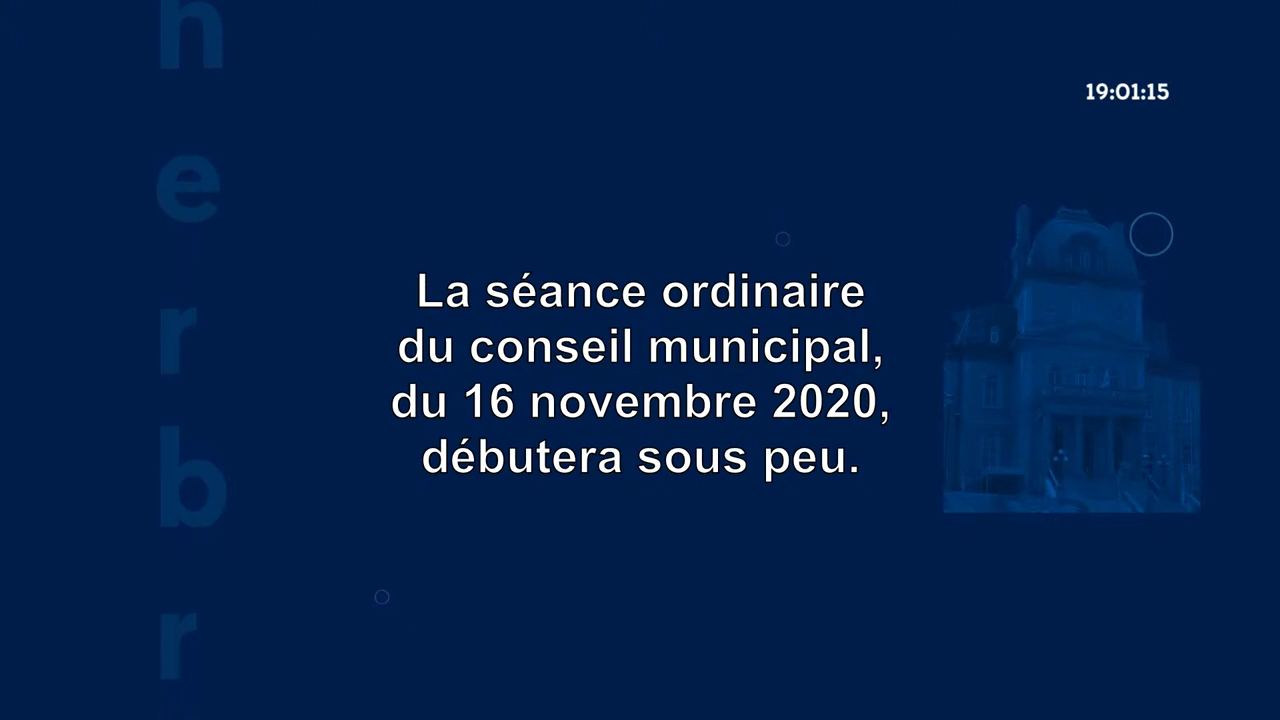 h
e
r
b
r
19:01:15
La séance ordinaire
du conseil municipal,
du 16 novembre 2020,
débutera sous peu.